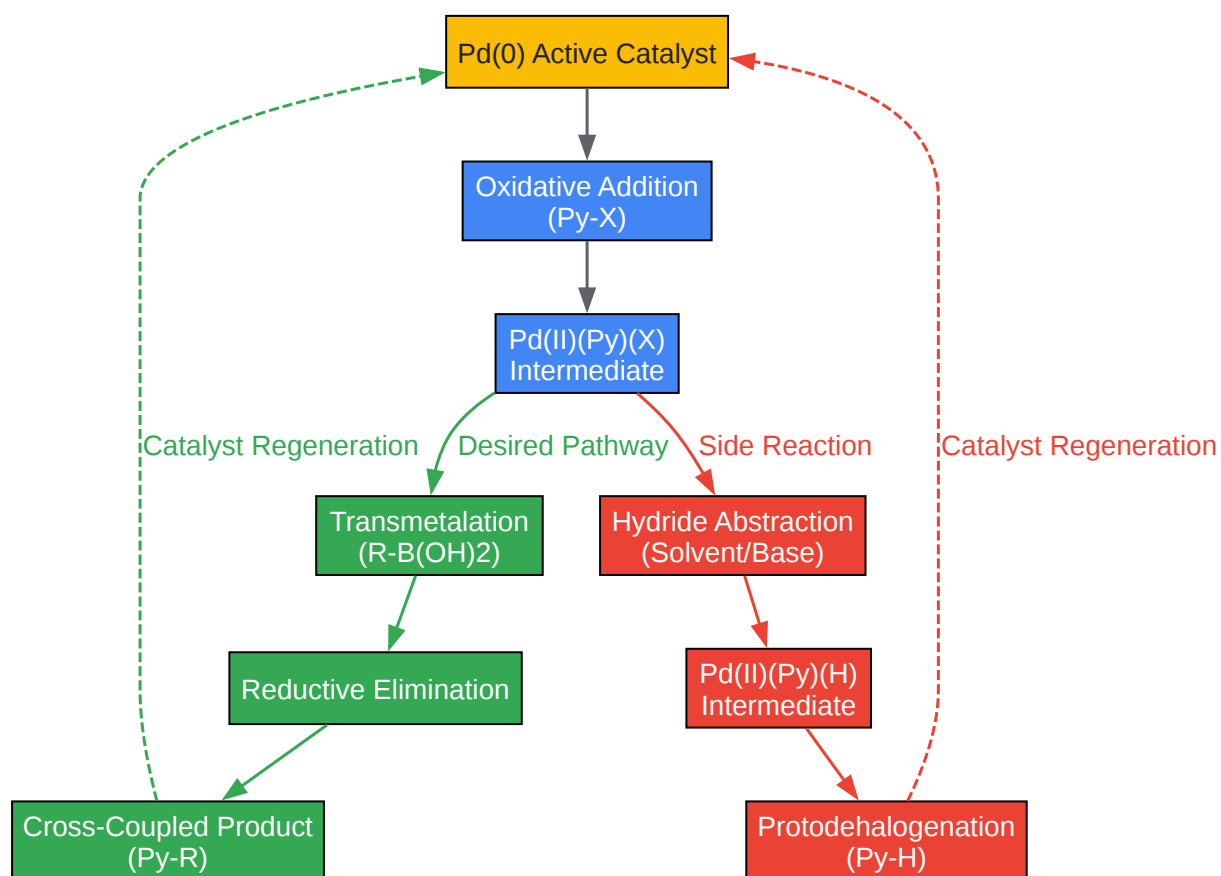 Pd(0) Active Catalyst
Oxidative Addition
(Py-X)
Pd(II)(Py)(X)
Intermediate
Catalyst Regeneration
Desired Pathway
Side Reaction
Catalyst Regeneration
Transmetalation
(R-B(OH)2)
Hydride Abstraction
(Solvent/Base)
Reductive Elimination
Pd(II)(Py)(H)
Intermediate
Cross-Coupled Product
(Py-R)
Protodehalogenation
(Py-H)